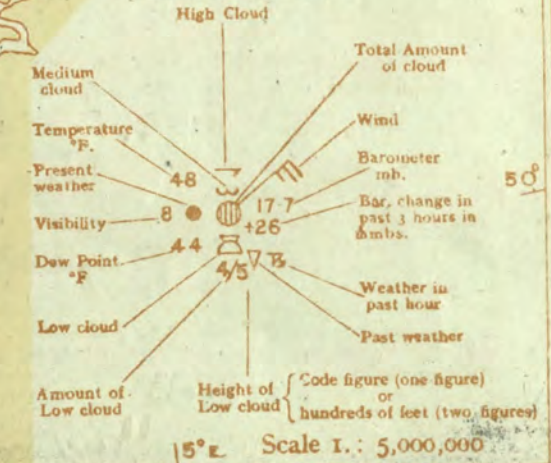 High Cloud
Total Amount
of cloud
Medium
cloud
Wind
Temperature
°F.
48
Barometer
mb.
Present
weather
50°
8
17.7
Bar. change in
past 3 hours in
mbs.
Visibility
+26
44
Dew Point
°F
4/5
Weather in
past hour
Low cloud
Past weather
Amount of
Low cloud
Height of
Low cloud
Code figure (one figure)
or
hundreds of feet (two figures)
5°E
Scale 1.: 5,000,000